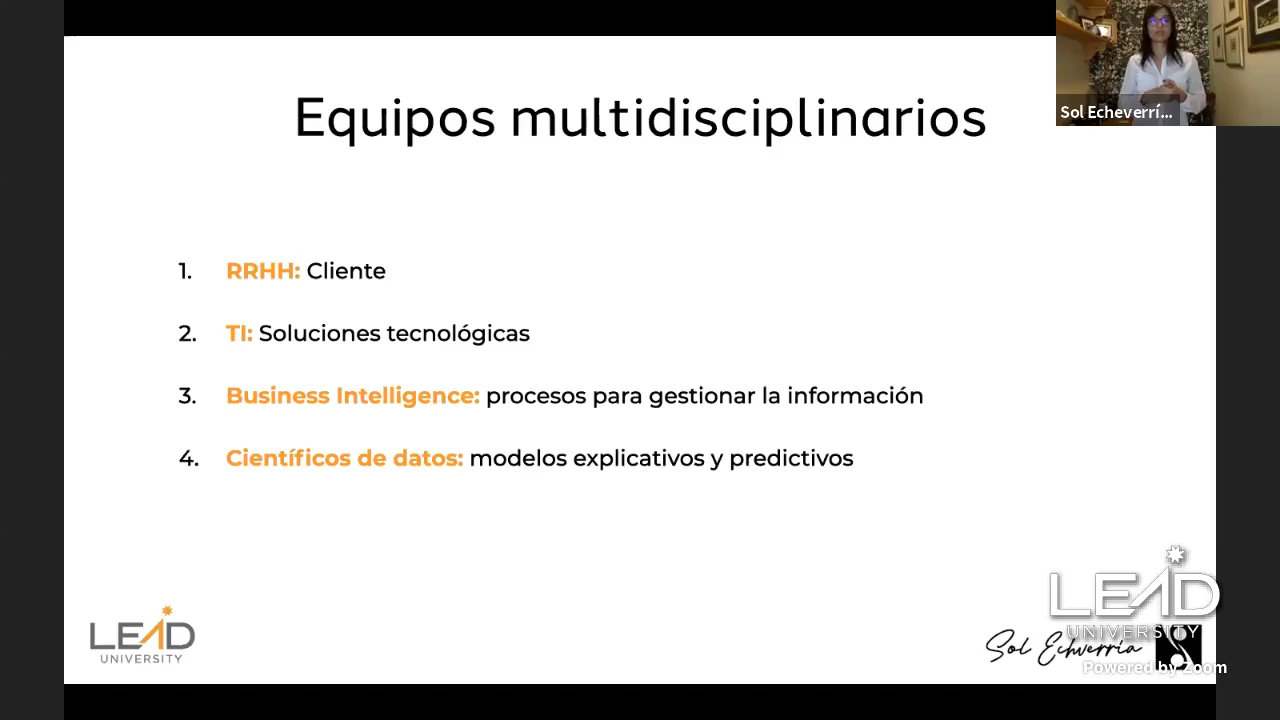 Equipos multidisciplinarios
Sol Echeverrí...
1. RRHH: Cliente
2. TI: Soluciones tecnológicas
3. Business Intelligence: procesos para gestionar la información
4. Científicos de datos: modelos explicativos y predictivos
LEAD
UNIVERSITY
LEAD
UNIVERSITY
Sol Echverría
Powered by Zoom